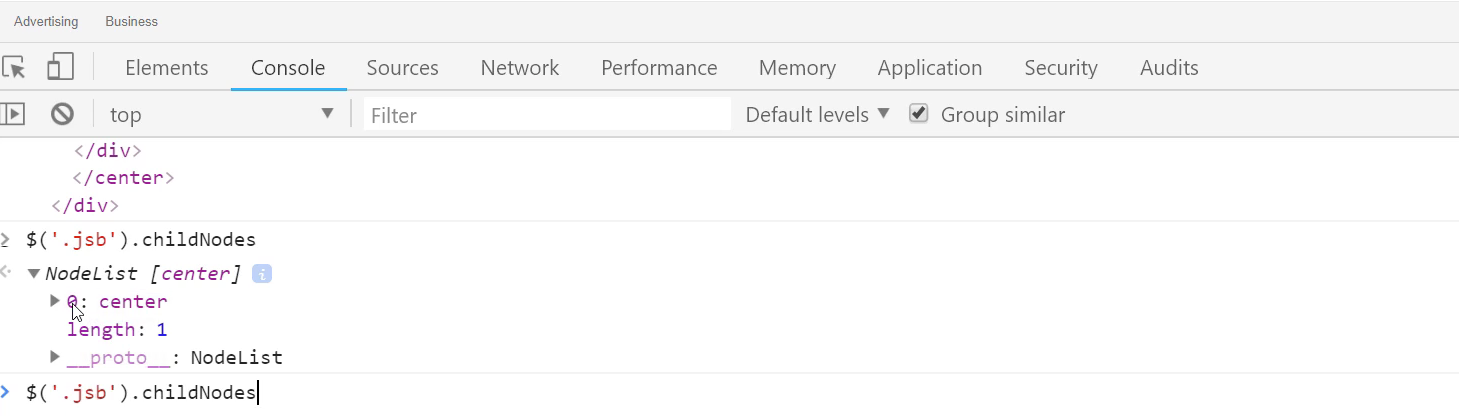 Advertising Business
Elements Console Sources Network Performance Memory Application Security Audits
top Filter Default levels Group similar
</div>
</center>
</div>
$('.jsb').childNodes
NodeList [center]
0: center
length: 1
__proto__: NodeList
$('.jsb').childNodes